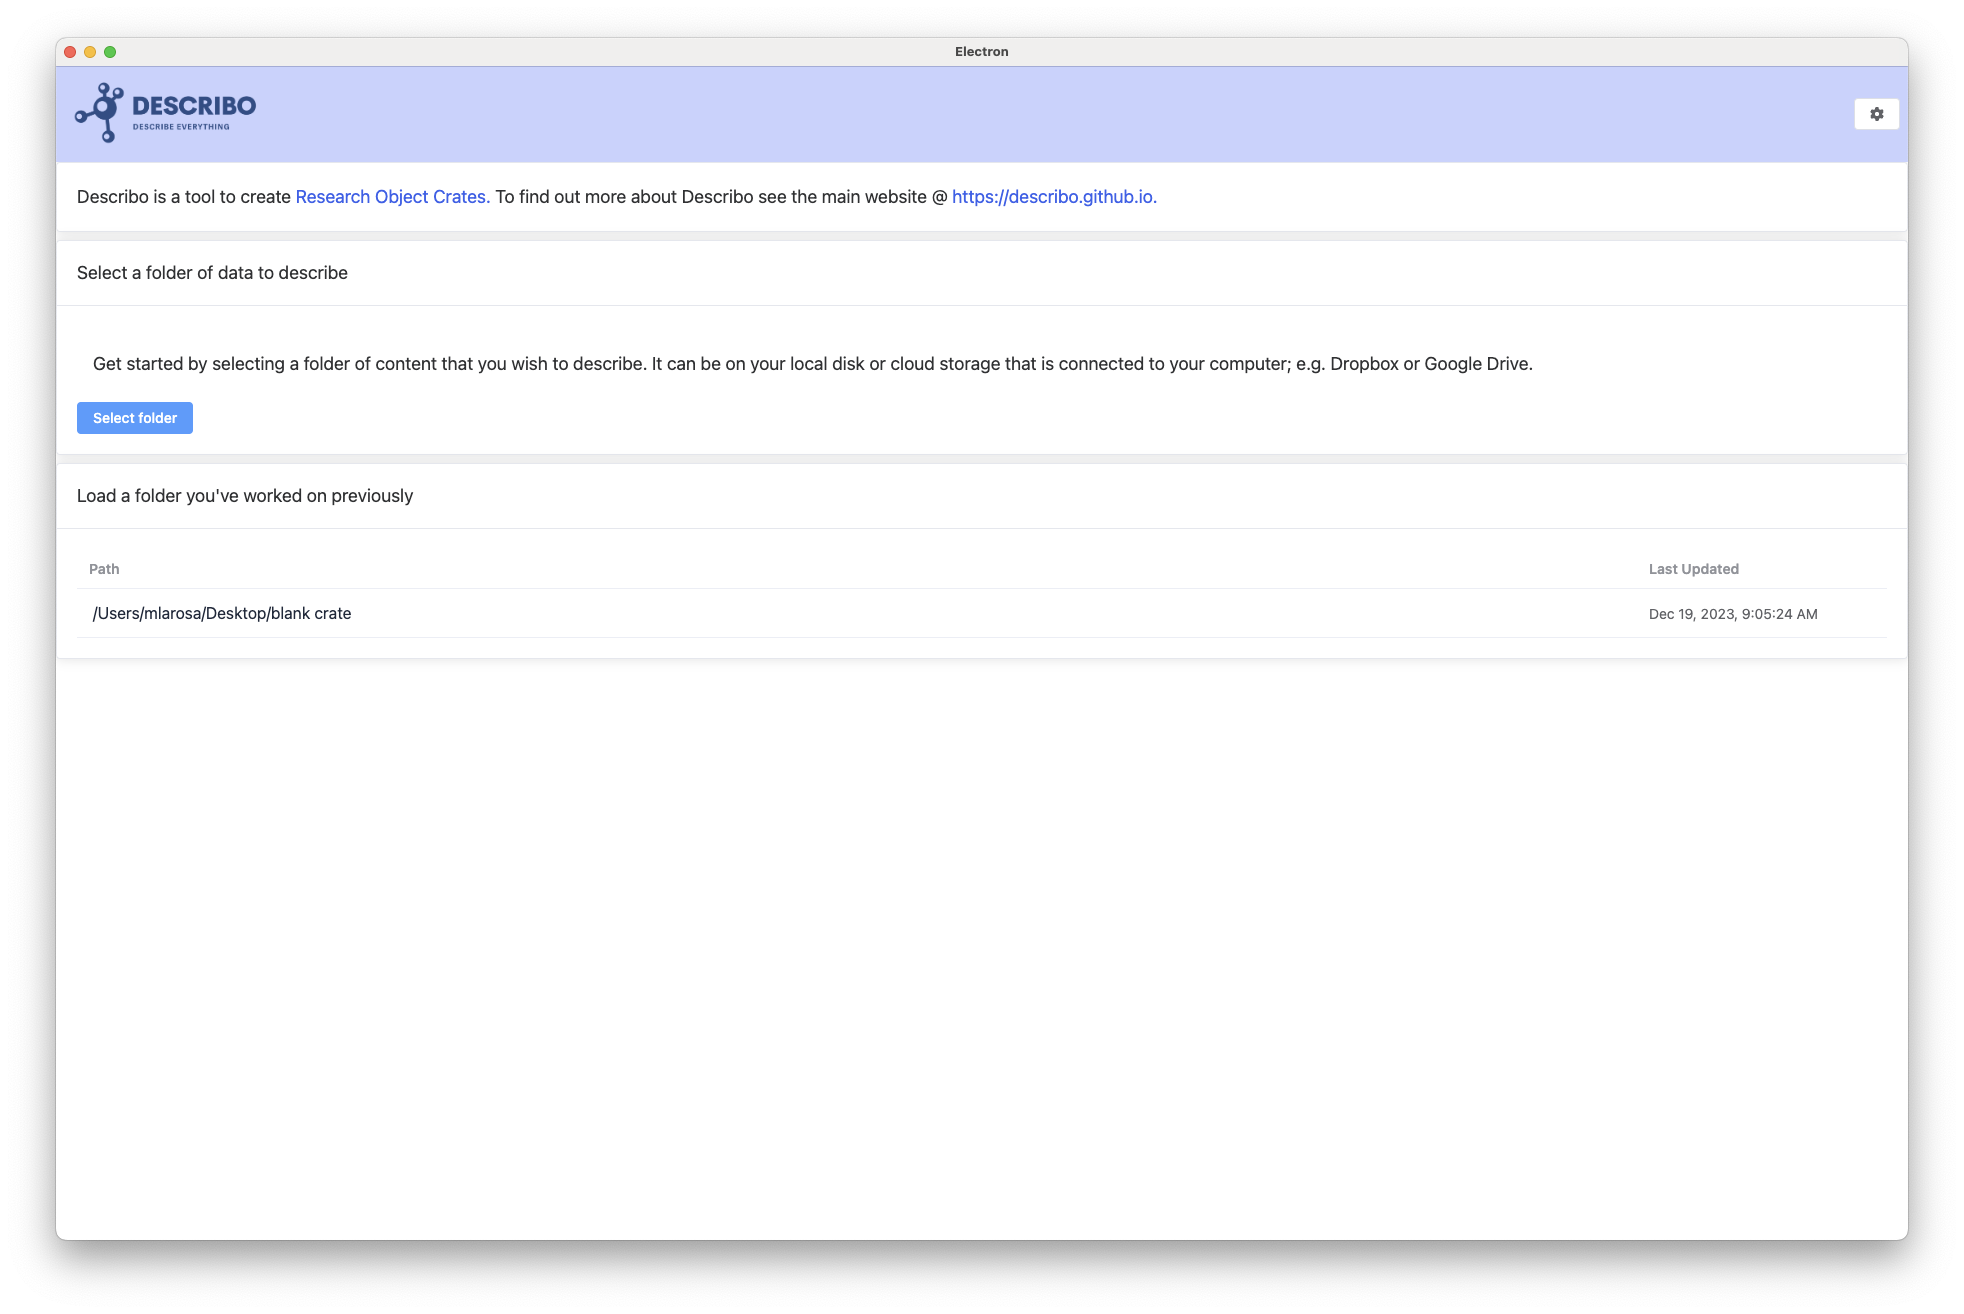 Electron
DESCRIBO
DESCRIBE EVERYTHING
Describo is a tool to create Research Object Crates. To find out more about Describo see the main website @ https://describo.github.io.
Select a folder of data to describe
Get started by selecting a folder of content that you wish to describe. It can be on your local disk or cloud storage that is connected to your computer; e.g. Dropbox or Google Drive.
Select folder
Load a folder you've worked on previously
Path Last Updated
/Users/mlarosa/Desktop/blank crate Dec 19, 2023, 9:05:24 AM